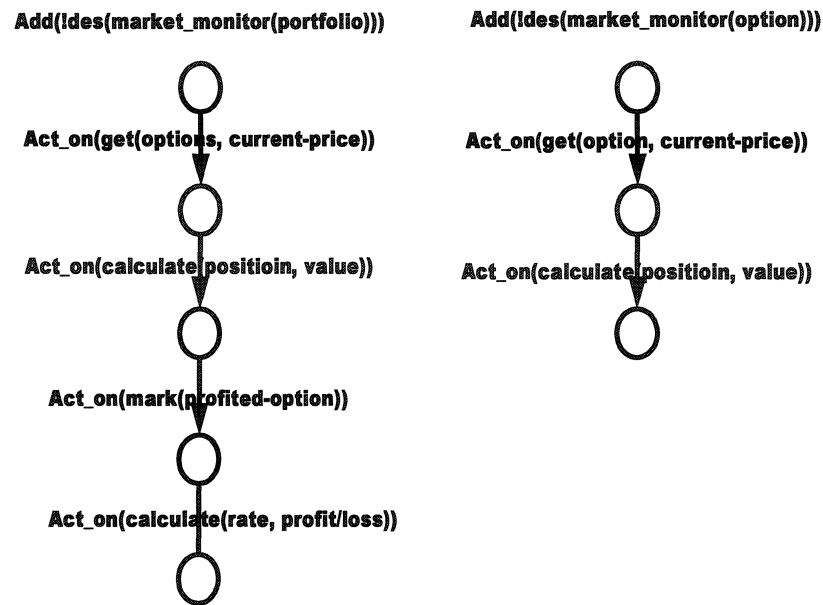 Add(!des(market_monitor(portfolio)))
Act_on(get(options, current-price))
Act_on(calculate(positioin, value))
Act_on(mark(profited-option))
Act_on(calculate(rate, profit/loss))
Add(!des(market_monitor(option)))
Act_on(get(option, current-price))
Act_on(calculate(positioin, value))